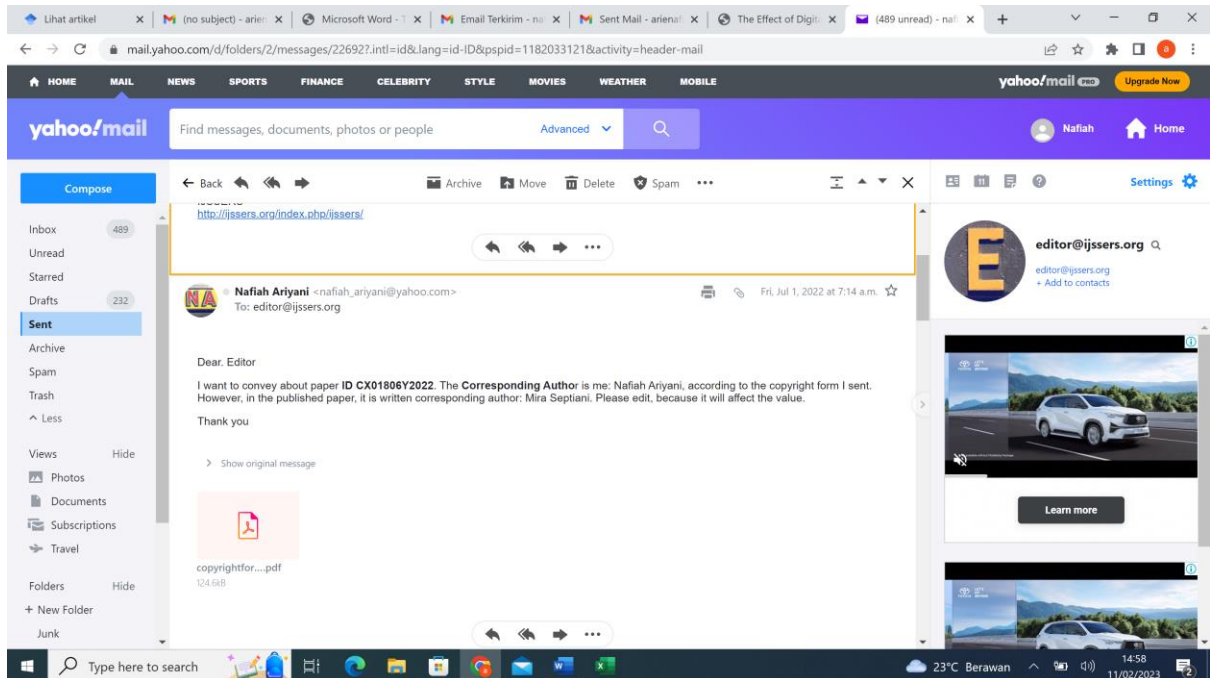 Lihat artikel
(no subject) - arien
Microsoft Word - T
Email Terkirim - na
Sent Mail - arienafi
The Effect of Digit
(489 unread) - nafi
mail.yahoo.com/d/folders/2/messages/22692?.intl=id&.lang=id-ID&pspid=1182033121&activity=header-mail
HOME MAIL NEWS SPORTS FINANCE CELEBRITY STYLE MOVIES WEATHER MOBILE
yahoo!mail PRO Upgrade Now
yahoo!mail
Find messages, documents, photos or people Advanced
Nafiah Home
Compose
Back Archive Move Delete Spam
Settings
Inbox 489
Unread
Starred
Drafts 232
Sent
Archive
Spam
Trash
Less
Views Hide
Photos
Documents
Subscriptions
Travel
Folders Hide
+ New Folder
Junk
http://ijssers.org/index.php/ijssers/
NA
Nafiah Ariyani <nafiah_ariyani@yahoo.com>
Fri, Jul 1, 2022 at 7:14 a.m.
To: editor@ijssers.org
Dear. Editor
I want to convey about paper ID CX01806Y2022. The Corresponding Author is me: Nafiah Ariyani, according to the copyright form I sent.
However, in the published paper, it is written corresponding author: Mira Septiani. Please edit, because it will affect the value.
Thank you
Show original message
copyrightfor....pdf
124.6kB
E
editor@ijssers.org
editor@ijssers.org
+ Add to contacts
Learn more
Type here to search
23°C Berawan
14:58
11/02/2023
2